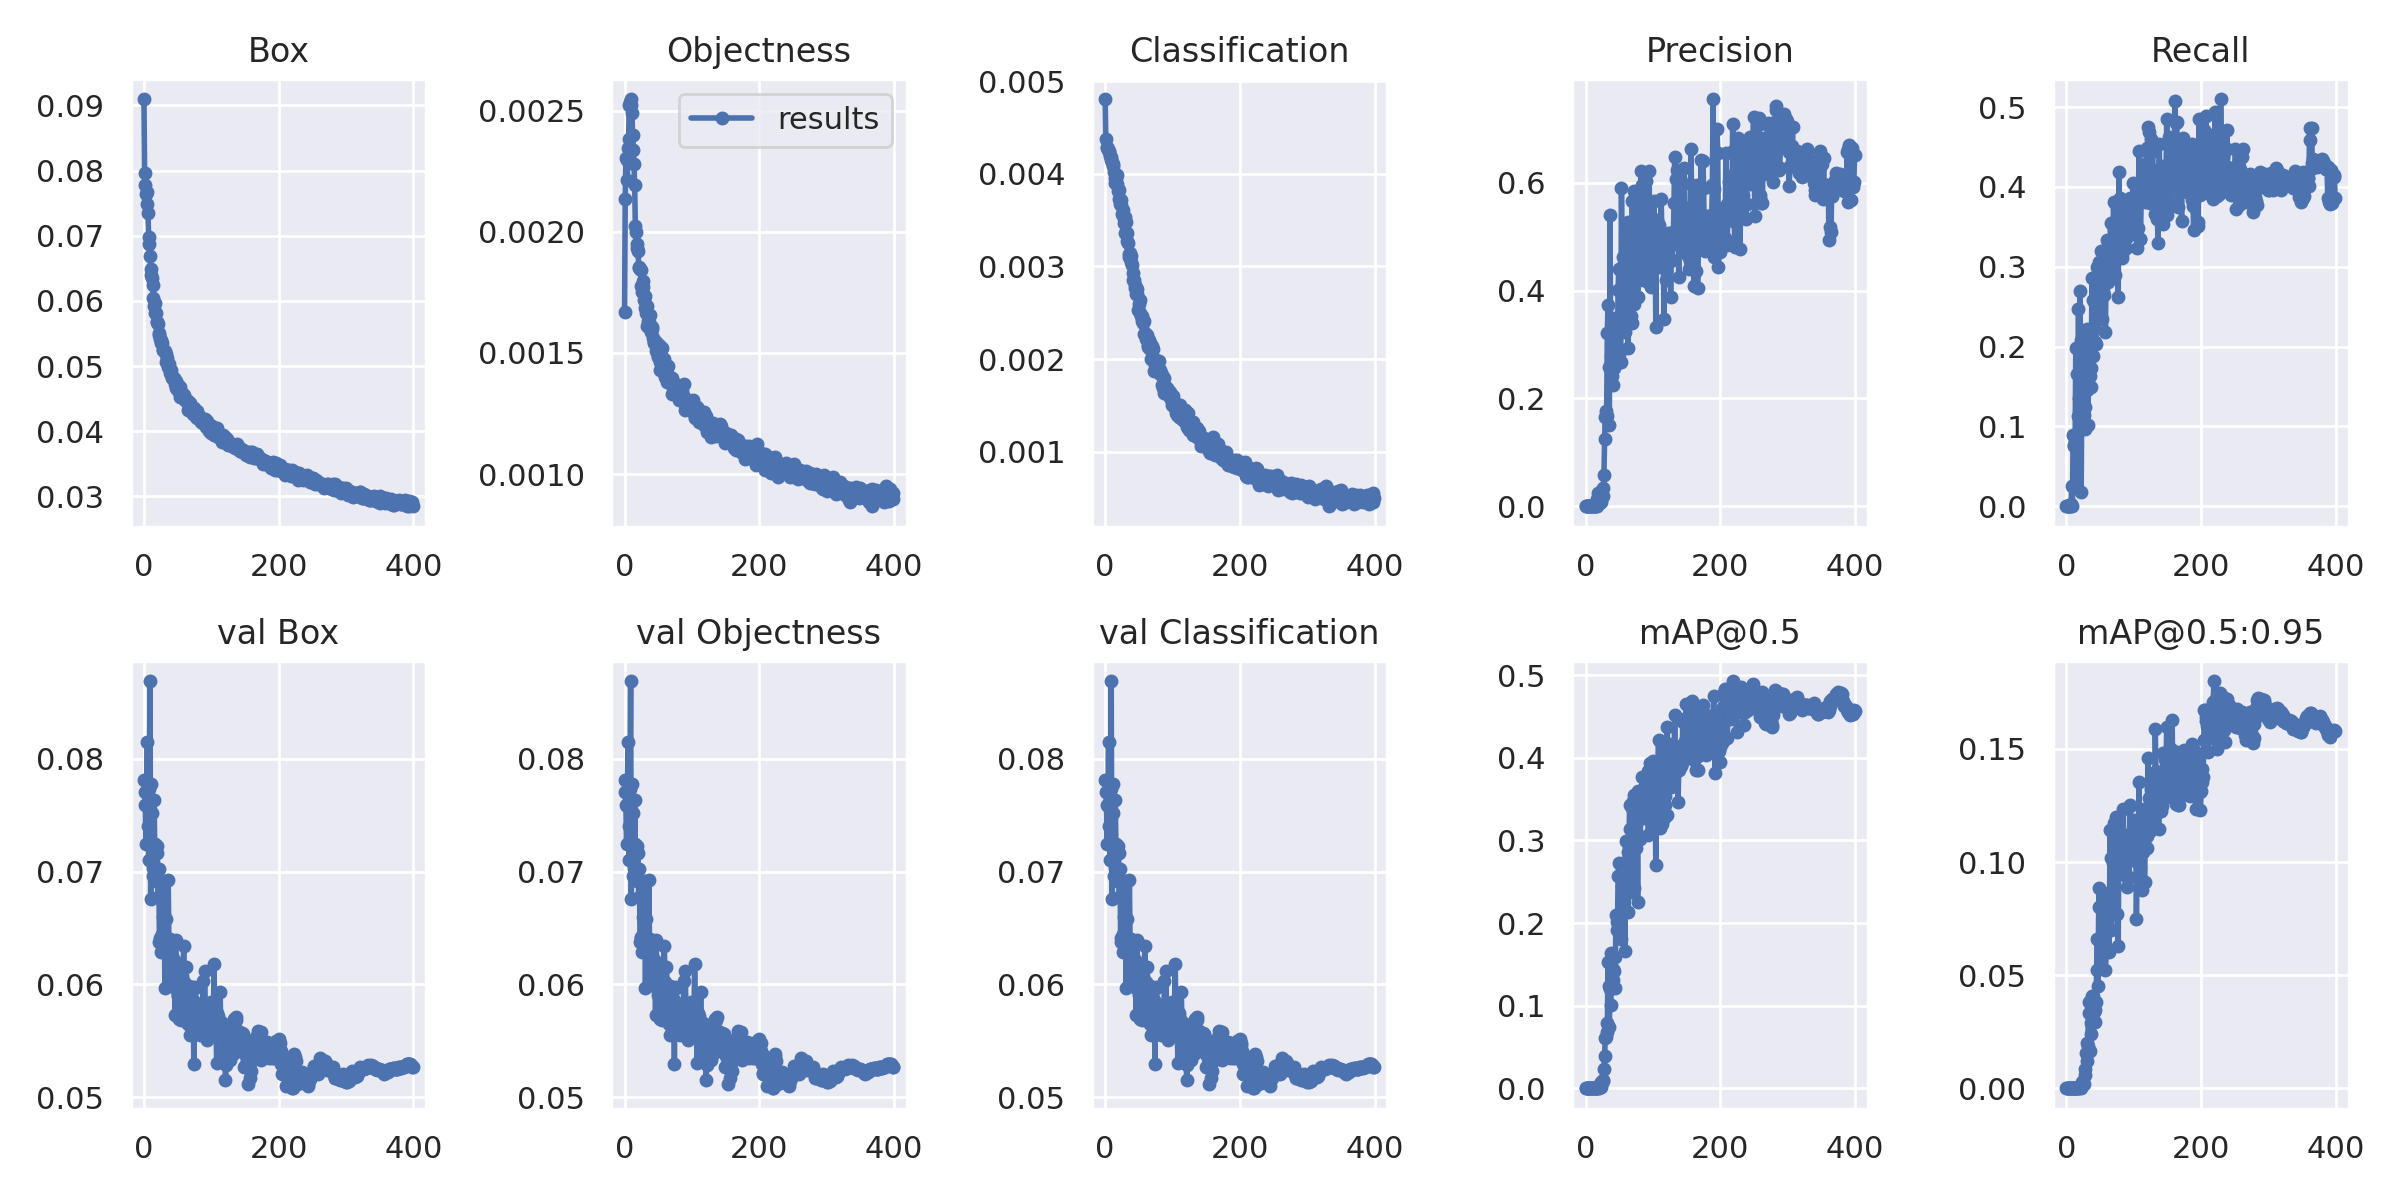 Box
0.09
0.08
0.07
0.06
0.05
0.04
0.03
0 200 400
Objectness
results
0.0025
0.0020
0.0015
0.0010
0 200 400
Classification
0.005
0.004
0.003
0.002
0.001
0 200 400
Precision
0.6
0.4
0.2
0.0
0 200 400
Recall
0.5
0.4
0.3
0.2
0.1
0.0
0 200 400
val Box
0.08
0.07
0.06
0.05
0 200 400
val Objectness
0.08
0.07
0.06
0.05
0 200 400
val Classification
0.08
0.07
0.06
0.05
0 200 400
mAP@0.5
0.5
0.4
0.3
0.2
0.1
0.0
0 200 400
mAP@0.5:0.95
0.15
0.10
0.05
0.00
0 200 400